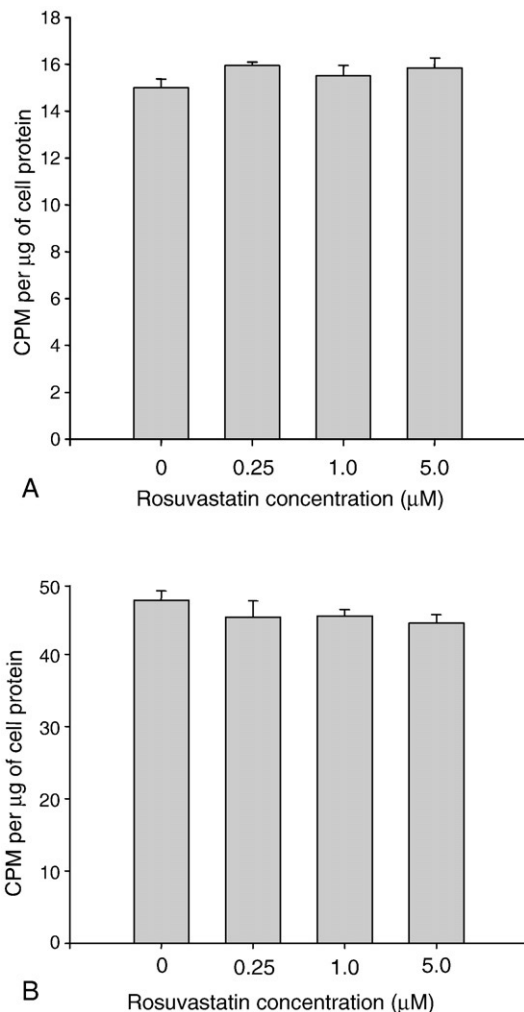 18
16
14
12
10
8
6
4
2
0
CPM per μg of cell protein
0 0.25 1.0 5.0
A
Rosuvastatin concentration (μM)
50
40
30
20
10
0
CPM per μg of cell protein
0 0.25 1.0 5.0
B
Rosuvastatin concentration (μM)